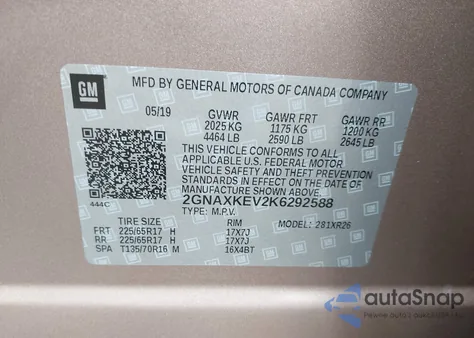 GM
MFD BY GENERAL MOTORS OF CANADA COMPANY
05/19 GVWR GAWR FRT GAWR RR
2025 KG 1175 KG 1200 KG
4464 LB 2590 LB 2645 LB
THIS VEHICLE CONFORMS TO ALL
APPLICABLE U.S. FEDERAL MOTOR
VEHICLE SAFETY AND THEFT PREVENTION
STANDARDS IN EFFECT ON THE DATE OF
MANUFACTURE SHOWN ABOVE.
2GNAXKEV2K6292588
444C TYPE: M.P.V. MODEL: 281XR26
TIRE SIZE RIM
FRT 225/65R17 H 17X7J
RR 225/65R17 H 17X7J
SPA T135/70R16 M 16X4BT
autoSnap
Pewne auta z USA